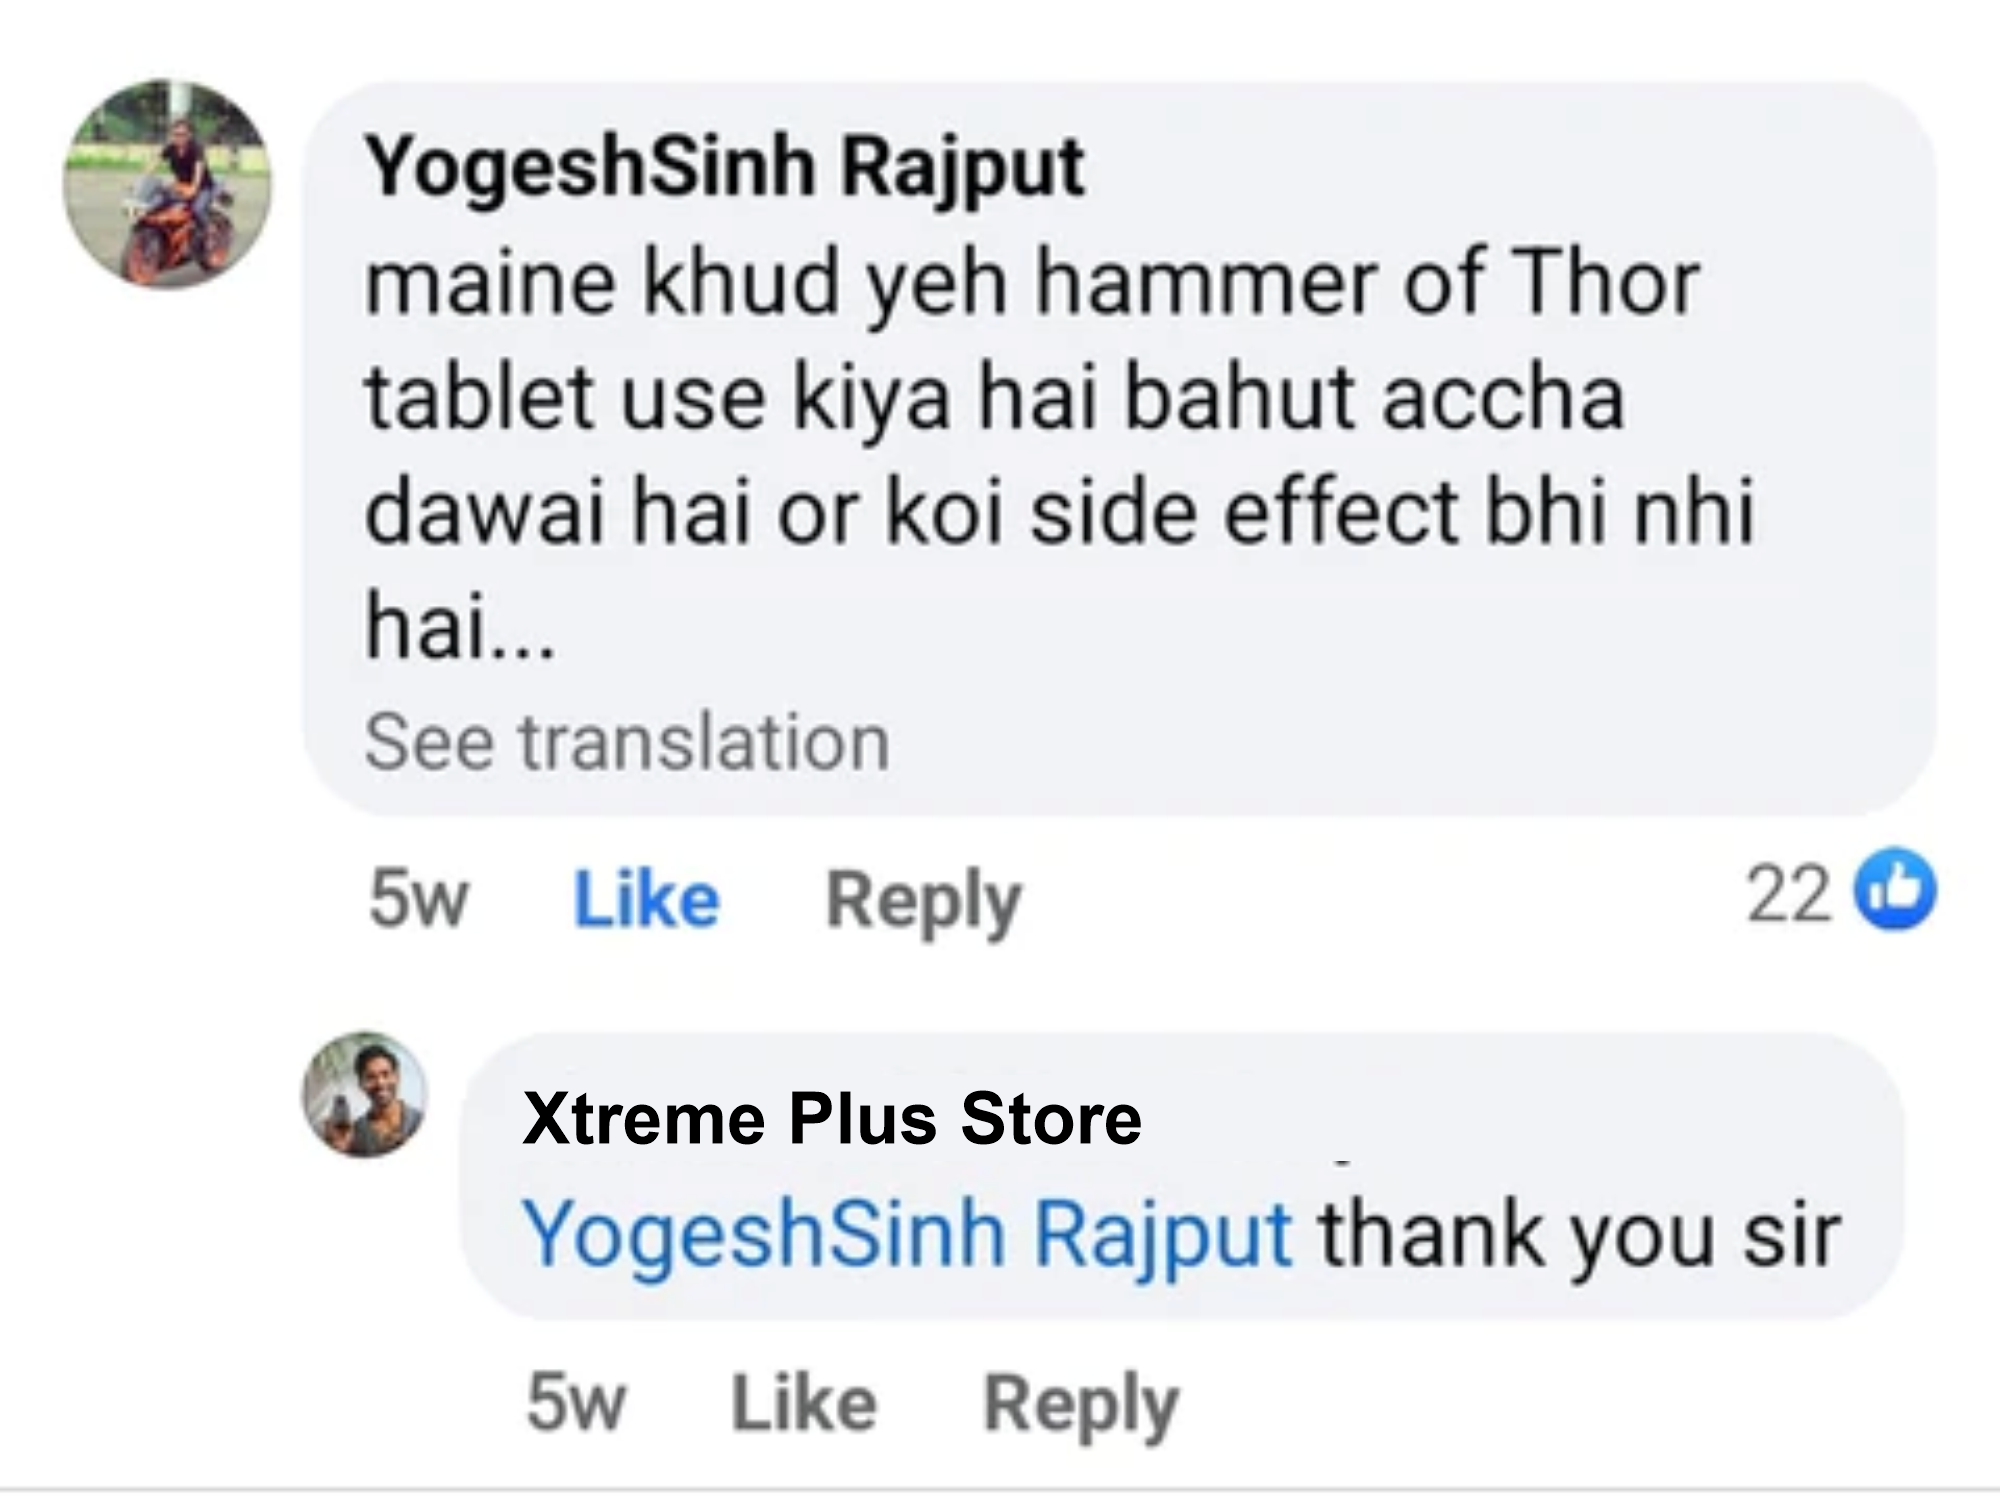 YogeshSinh Rajput
maine khud yeh hammer of Thor
tablet use kiya hai bahut accha
dawai hai or koi side effect bhi nhi
hai...
See translation
5w Like Reply 22
Xtreme Plus Store
YogeshSinh Rajput thank you sir
5w Like Reply